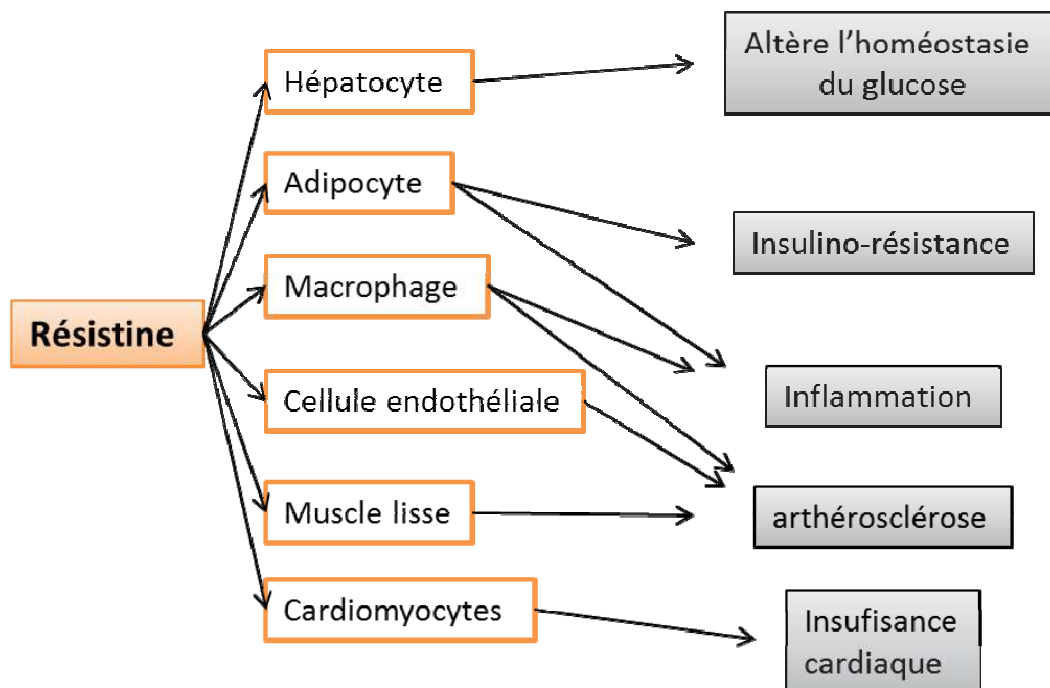 Hépatocyte
Altère l'homéostasie
du glucose
Adipocyte
Insulino-résistance
Macrophage
Résistine
Inflammation
Cellule endothéliale
Muscle lisse
arthérosclérose
Cardiomyocytes
Insufisance
cardiaque